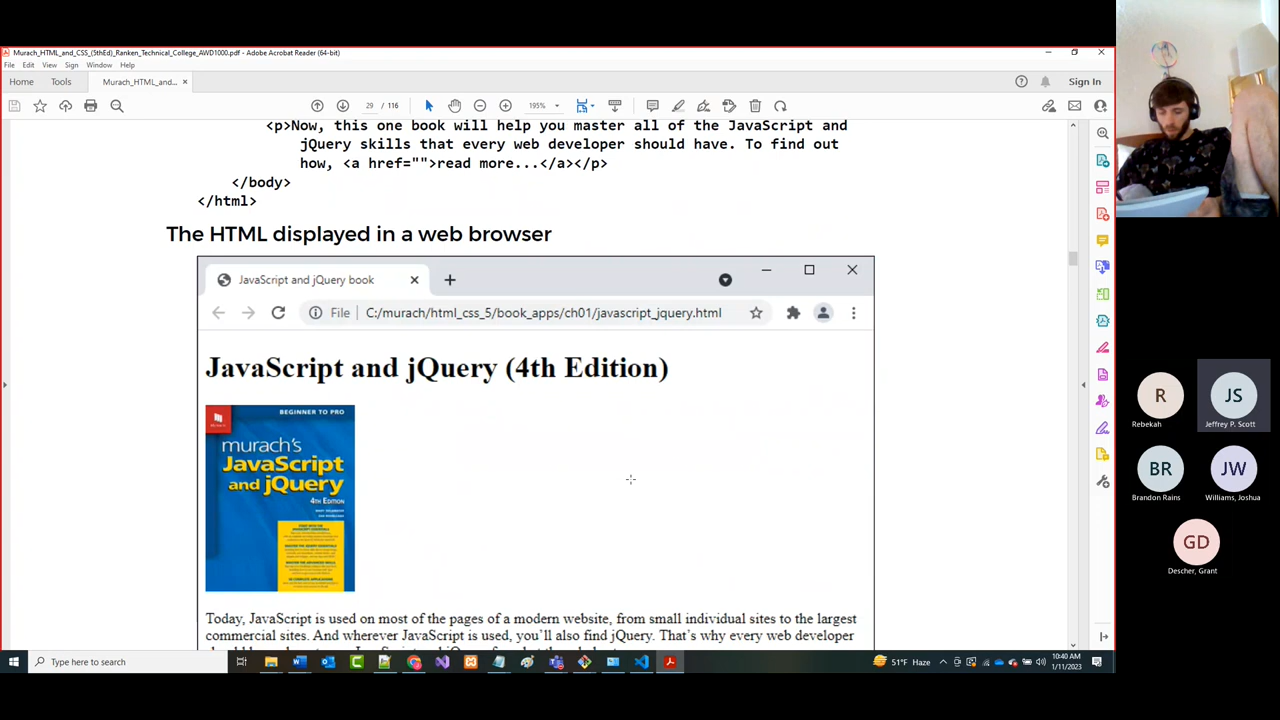 Murach_HTML_and_CSS_(5thEd)_Ranken_Technical_College_AWD1000.pdf - Adobe Acrobat Reader (64-bit)
File Edit View Sign Window Help
Home Tools Murach_HTML_and... × Sign In
29 / 116 195%
<p>Now, this one book will help you master all of the JavaScript and
jQuery skills that every web developer should have. To find out
how, <a href="">read more...</a></p>
</body>
</html>
The HTML displayed in a web browser
JavaScript and jQuery book
File C:/murach/html_css_5/book_apps/ch01/javascript_jquery.html
JavaScript and jQuery (4th Edition)
BEGINNER TO PRO
murach's
JavaScript
and jQuery
4TH EDITION
Today, JavaScript is used on most of the pages of a modern website, from small individual sites to the largest
commercial sites. And wherever JavaScript is used, you'll also find jQuery. That's why every web developer
R
Rebekah
JS
Jeffrey P. Scott
BR
Brandon Rains
JW
Williams, Joshua
GD
Descher, Grant
Type here to search
51°F Haze
10:40 AM
1/11/2023